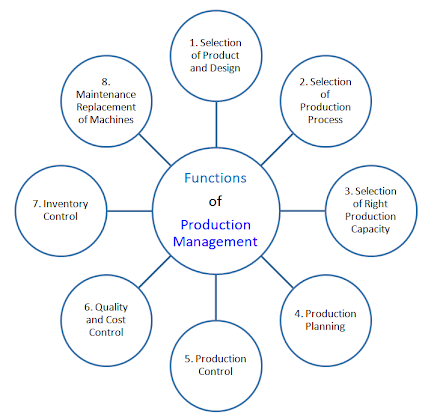 1. Selection
of Product
and Design
2. Selection
of
Production
Process
3. Selection
of Right
Production
Capacity
4. Production
Planning
5. Production
Control
6. Quality
and Cost
Control
7. Inventory
Control
8.
Maintenance
Replacement
of Machines
Functions
of
Production
Management